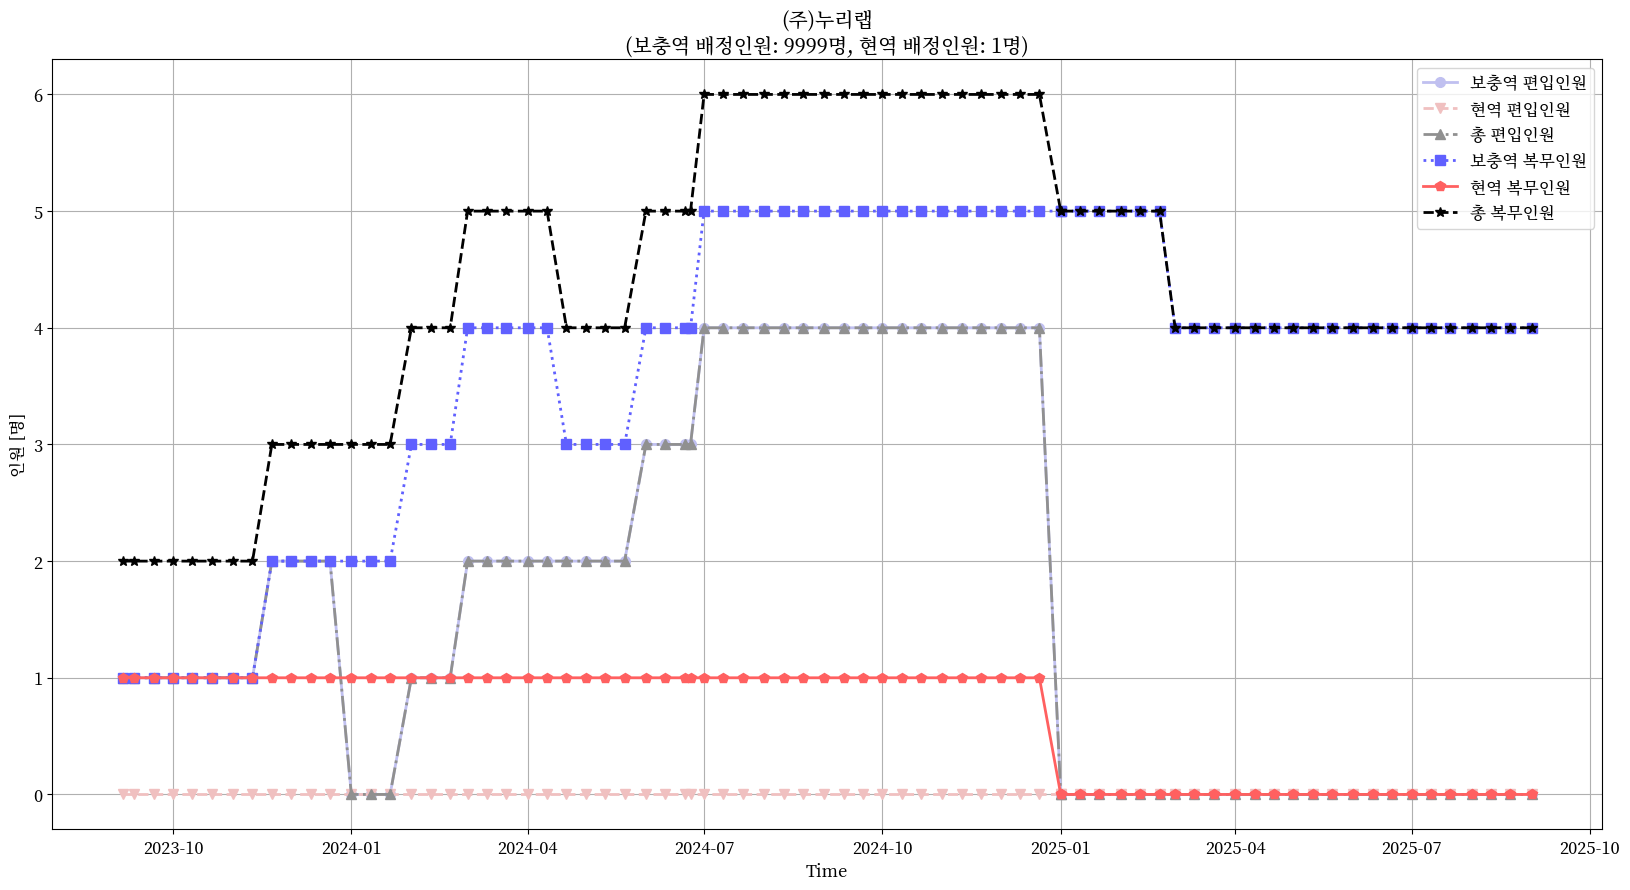 (주)누리랩
(보충역 배정인원: 9999명, 현역 배정인원: 1명)
6
5
4
3
2
1
0
인원 [명]
보충역 편입인원
현역 편입인원
총 편입인원
보충역 복무인원
현역 복무인원
총 복무인원
2023-10
2024-01
2024-04
2024-07
2024-10
2025-01
2025-04
2025-07
2025-10
Time